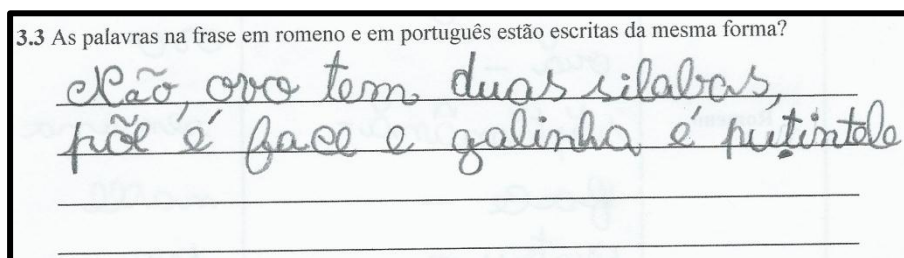 3.3 As palavras na frase em romeno e em português estão escritas da mesma forma?
Não, ovo tem duas silabas,
põe é face e galinha é puițintele